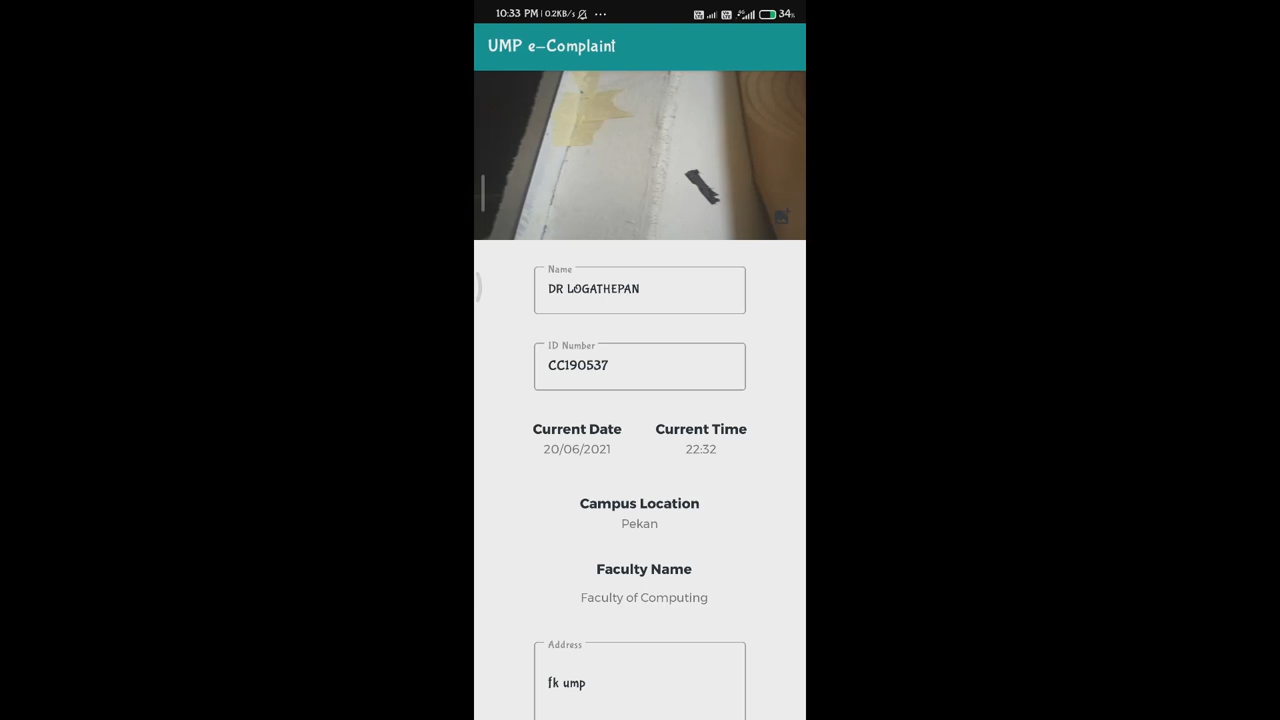 10:33 PM | 0.2KB/s ... 34%
UMP e-Complaint
Name
DR LOGATHEPAN
ID Number
CC190537
Current Date Current Time
20/06/2021 22:32
Campus Location
Pekan
Faculty Name
Faculty of Computing
Address
fk ump